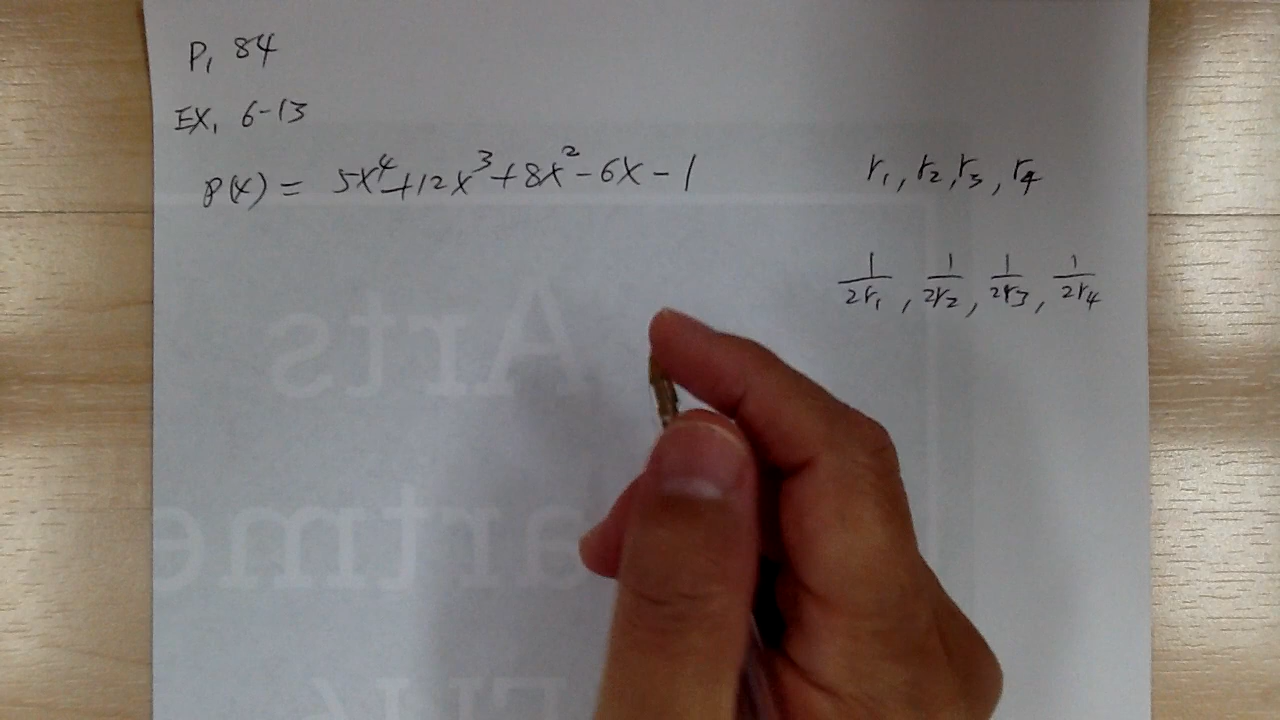 P, 84
EX, 6-13
P(x) = 5x⁴+12x³+8x²-6x-1
r₁, r₂, r₃, r₄
1/2r₁, 1/2r₂, 1/2r₃, 1/2r₄
Arts